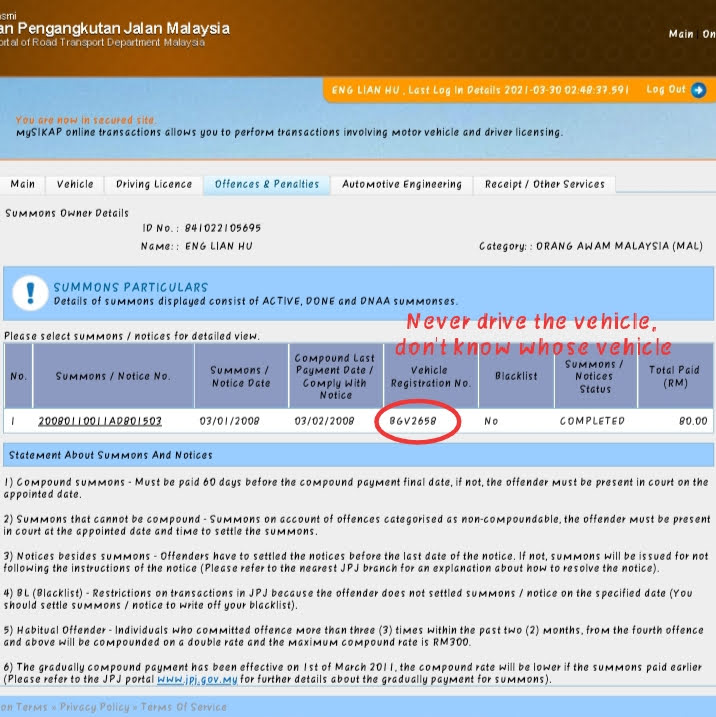 asmi
an Pengangkutan Jalan Malaysia
ortal of Road Transport Department Malaysia
Main On
ENG LIAN HU , Last Log In Details 2021-03-30 02:48:37.591 Log Out
You are now in secured site.
mySIKAP online transactions allows you to perform transactions involving motor vehicle and driver licensing.
Main Vehicle Driving Licence Offences & Penalties Automotive Engineering Receipt / Other Services
Summons Owner Details
ID No. : 841022105695
Name: : ENG LIAN HU Category: : ORANG AWAM MALAYSIA (MAL)
SUMMONS PARTICULARS
Details of summons displayed consist of ACTIVE, DONE and DNAA summonses.
Never drive the vehicle,
don't know whose vehicle
Please select summons / notices for detailed view.
No. Summons / Notice No. Summons / Notice Date Compound Last Payment Date / Comply With Notice Vehicle Registration No. Blacklist Summons / Notices Status Total Paid (RM)
1 20080110011AD801503 03/01/2008 03/02/2008 BGV2658 No COMPLETED 80.00
Statement About Summons And Notices
1) Compound summons - Must be paid 60 days before the compound payment final date, if not, the offender must be present in court on the
appointed date.
2) Summons that cannot be compound - Summons on account of offences categorised as non-compoundable, the offender must be present
in court at the appointed date and time to settle the summons.
3) Notices besides summons - Offenders have to settled the notices before the last date of the notice. If not, summons will be issued for not
following the instructions of the notice (Please refer to the nearest JPJ branch for an explanation about how to resolve the notice).
4) BL (Blacklist) - Restrictions on transactions in JPJ because the offender does not settled summons / notice on the specified date (You
should settle summons / notice to write off your blacklist).
5) Habitual Offender - Individuals who committed offence more than three (3) times within the past two (2) months, from the fourth offence
and above will be compounded on a double rate and the maximum compound rate is RM300.
6) The gradually compound payment has been effective on 1st of March 2011, the compound rate will be lower if the summons paid earlier
(Please refer to the JPJ portal www.jpj.gov.my for further details about the gradually payment for summons).
on Terms » Privacy Policy » Terms Of Service